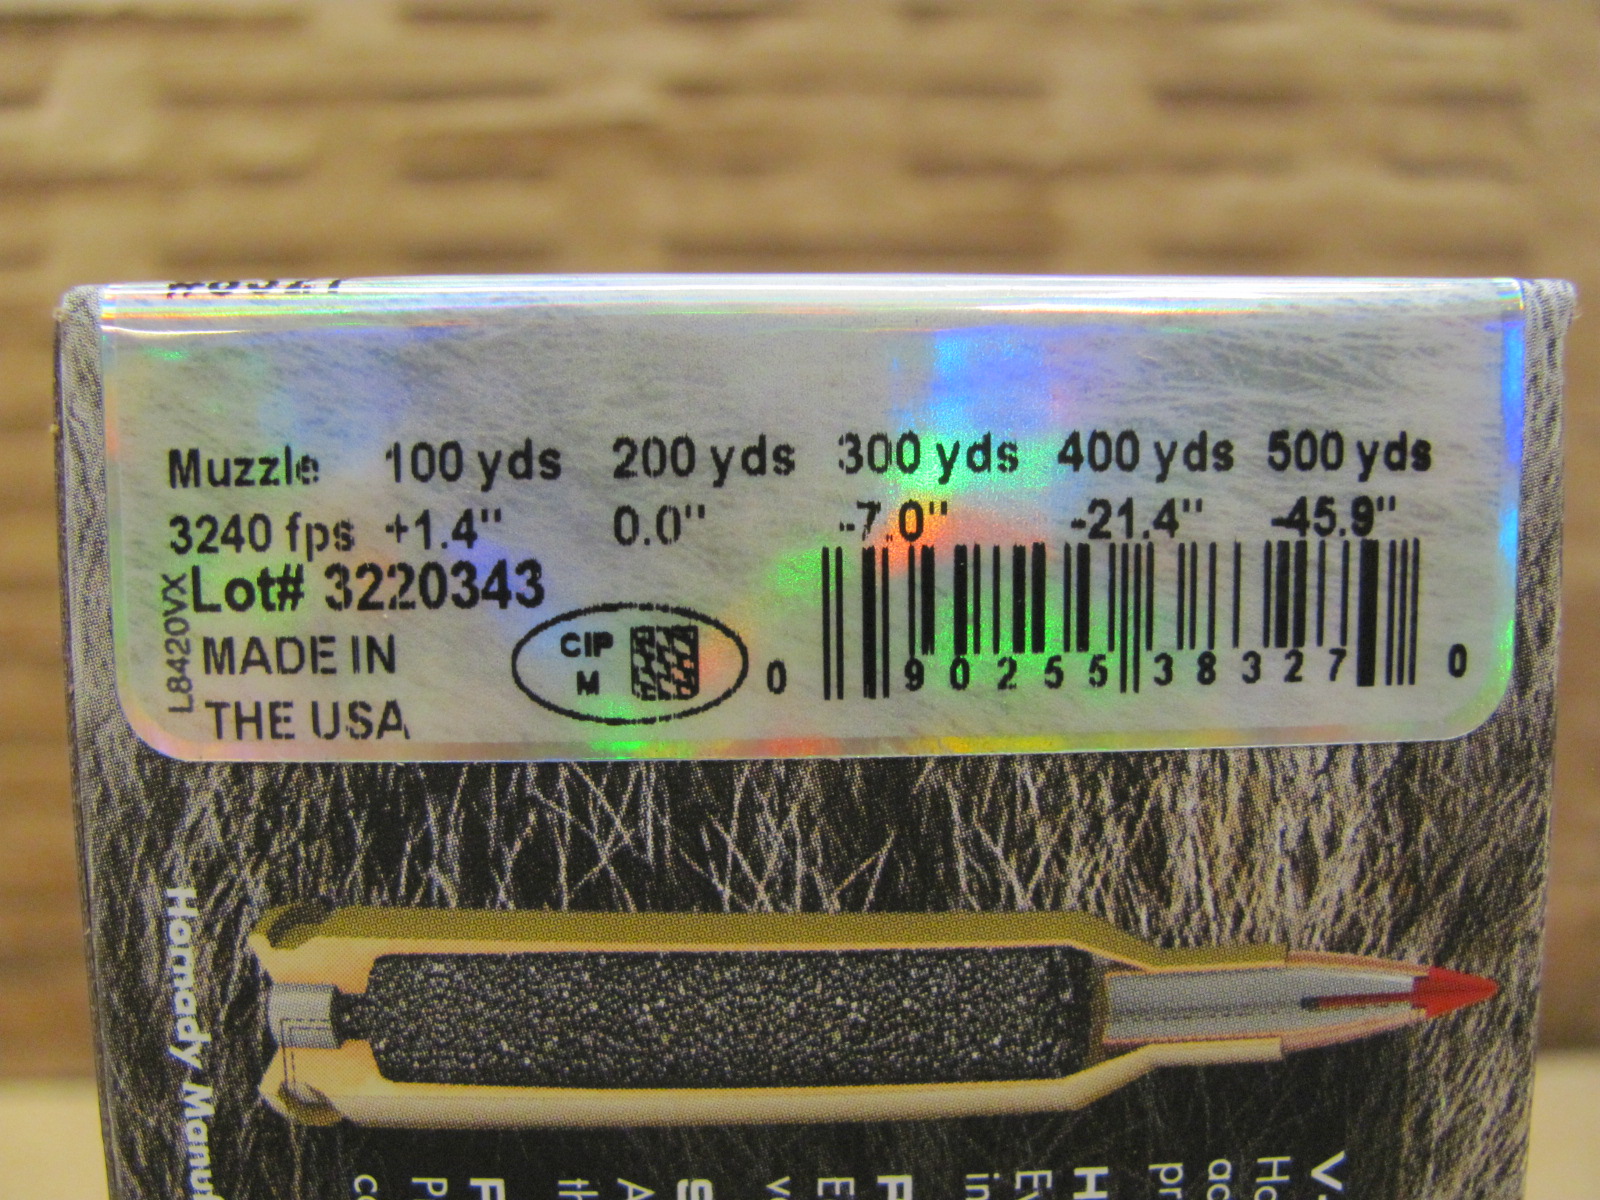 Muzzle 100 yds 200 yds 300 yds 400 yds 500 yds
3240 fps +1.4" 0.0" -7.0" -21.4" -45.9"
Lot# 3220343
L8420VX
MADE IN
THE USA
CIP
M
0 90255 38327 0
Hornady